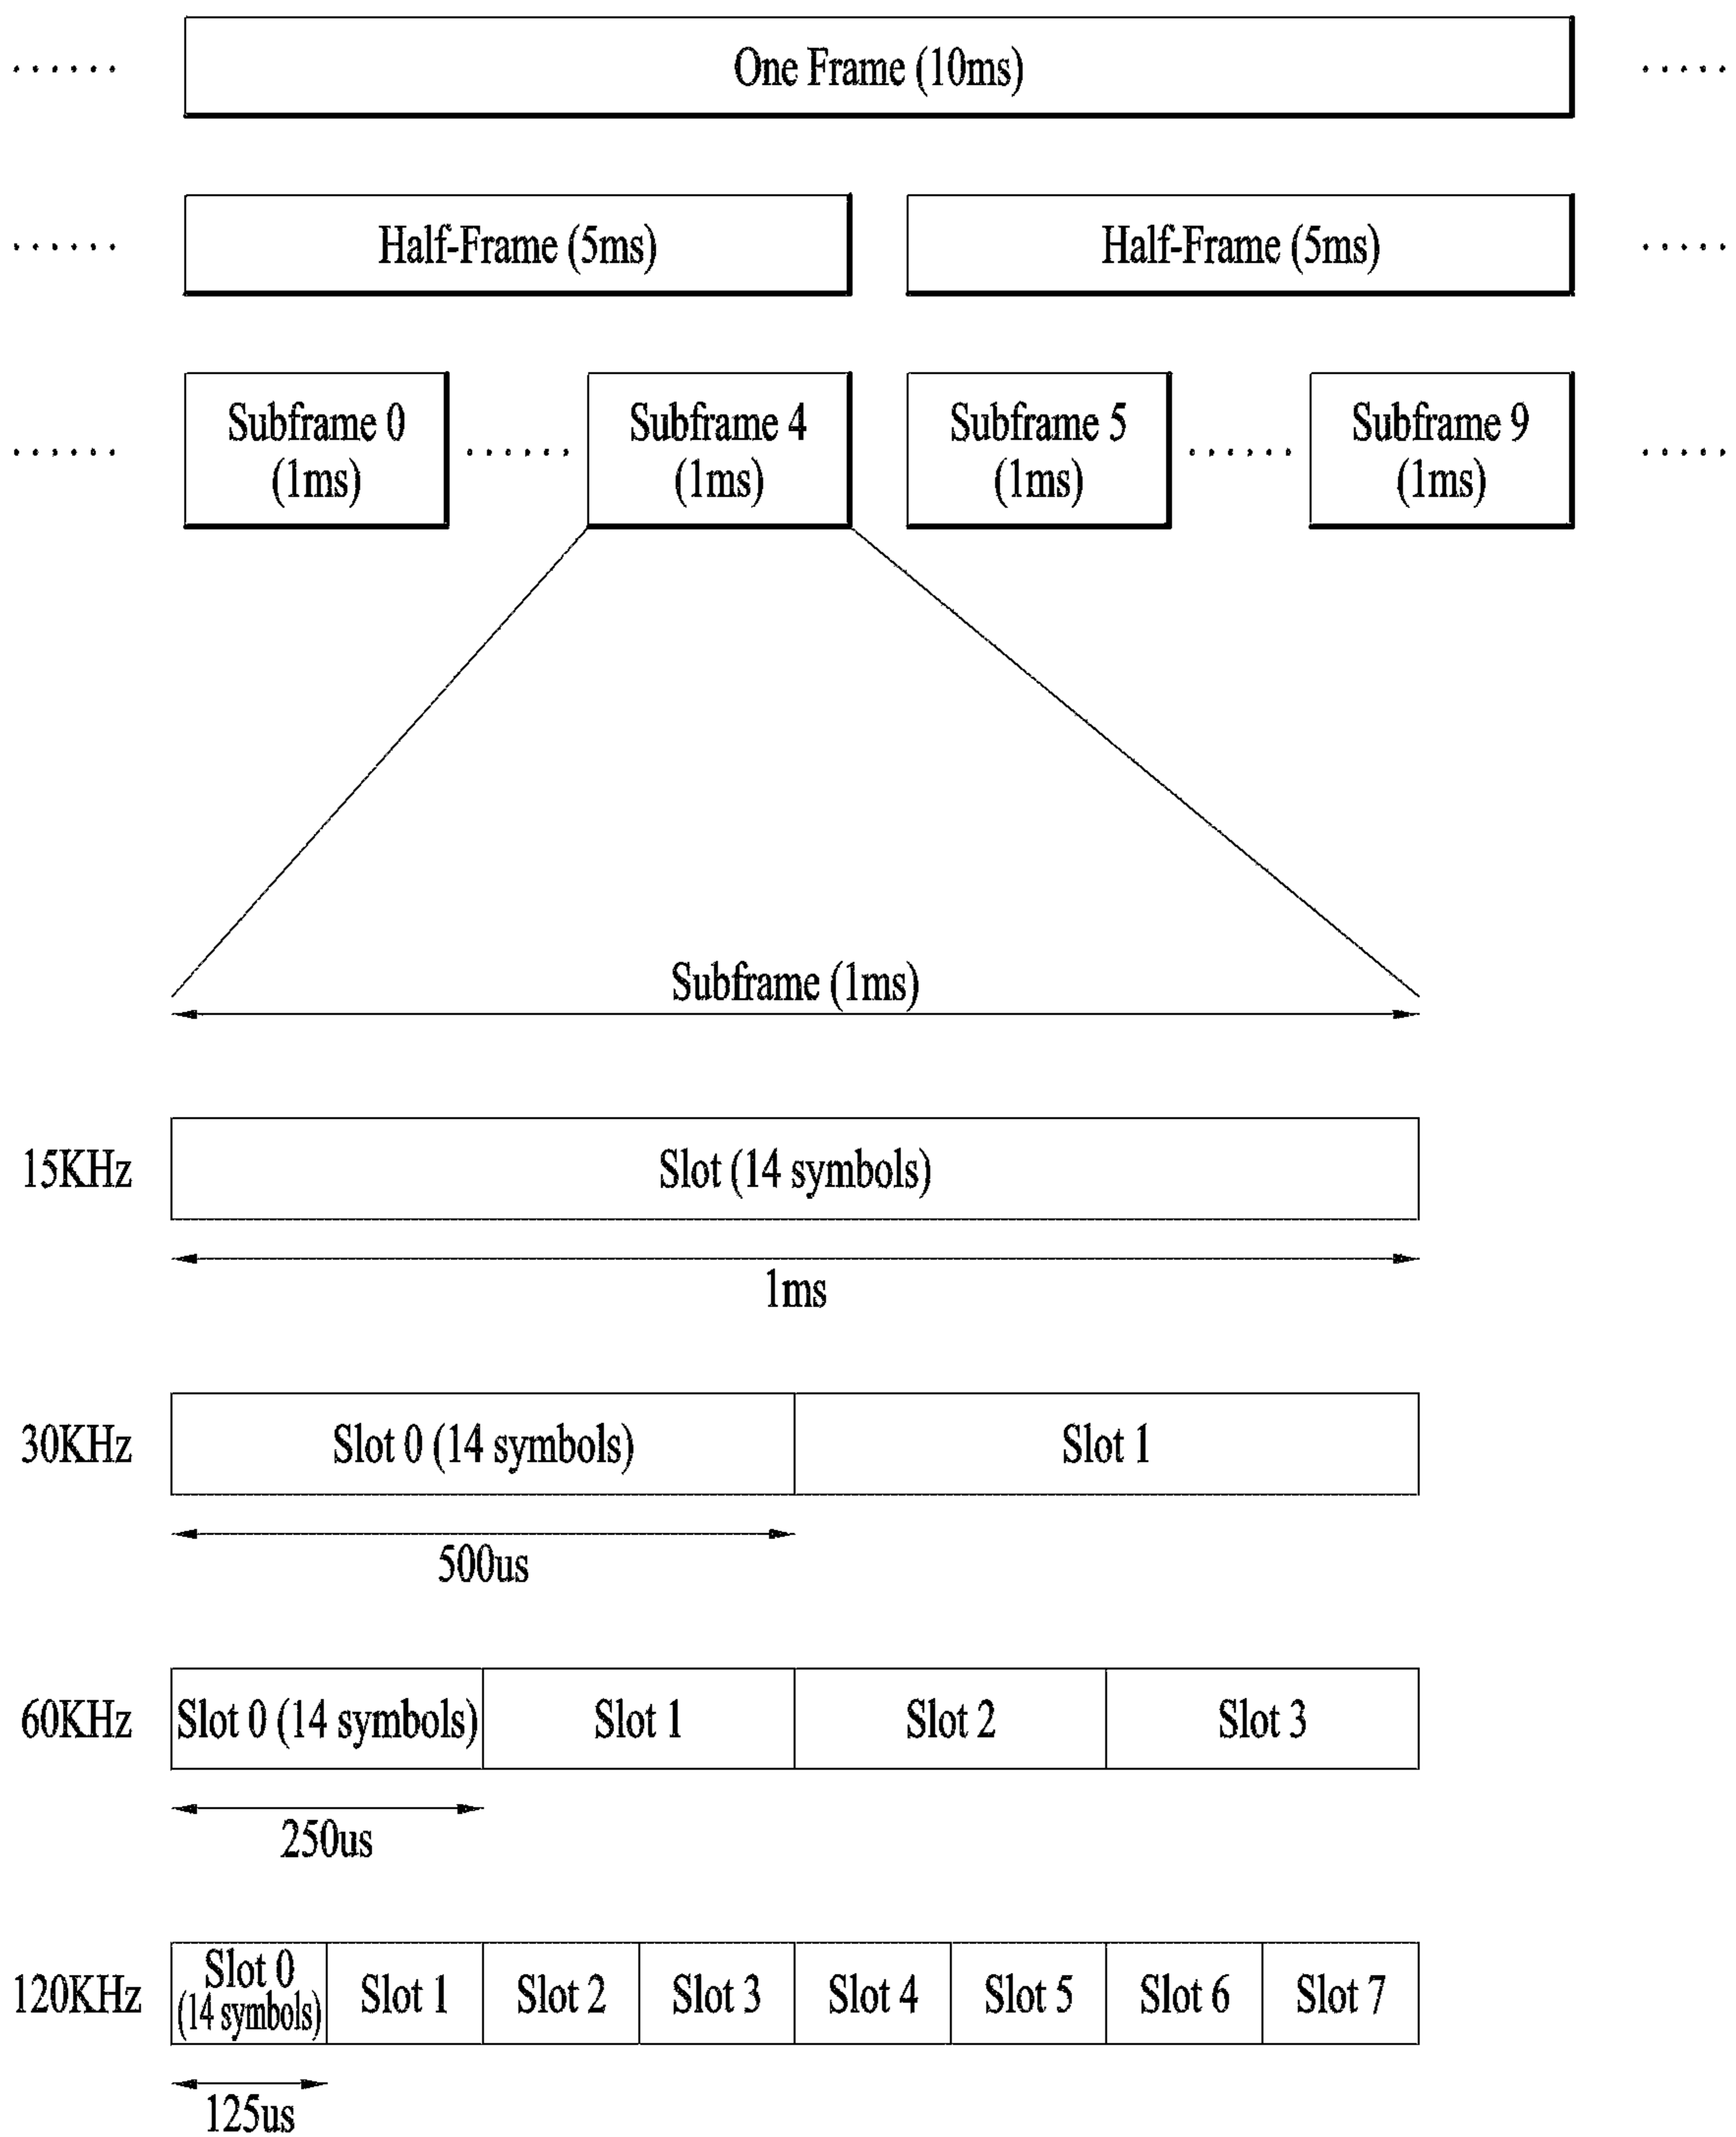 One Frame (10ms)
Half-Frame (5ms) Half-Frame (5ms)
Subframe 0 Subframe 4 Subframe 5 Subframe 9
(1ms) (1ms) (1ms) (1ms)
Subframe (1ms)
15KHz Slot (14 symbols)
1ms
30KHz Slot 0 (14 symbols) Slot 1
500us
60KHz Slot 0 (14 symbols) Slot 1 Slot 2 Slot 3
250us
120KHz Slot 0 (14 symbols) Slot 1 Slot 2 Slot 3 Slot 4 Slot 5 Slot 6 Slot 7
125us